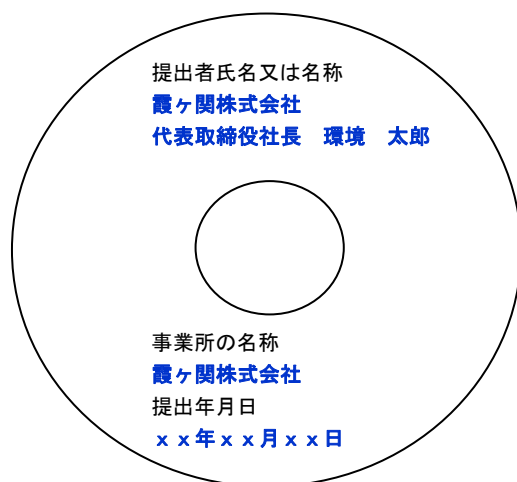 提出者氏名又は名称
霞ヶ関株式会社
代表取締役社長　環境　太郎
事業所の名称
霞ヶ関株式会社
提出年月日
ｘｘ年ｘｘ月ｘｘ日